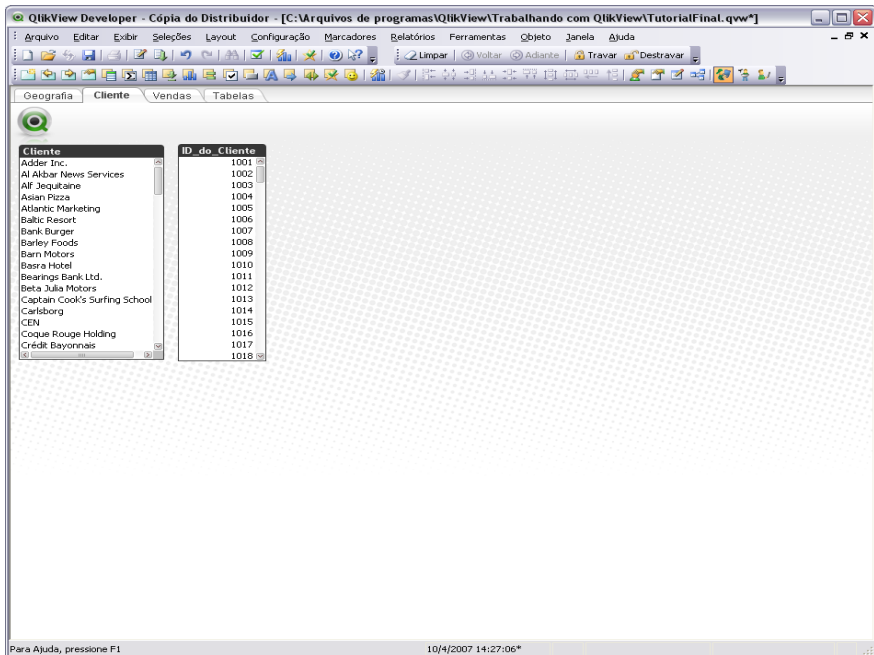 QlikView Developer - Cópia do Distribuidor - [C:\Arquivos de programas\QlikView\Trabalhando com QlikView\TutorialFinal.qvw*]
Arquivo Editar Exibir Seleções Layout Configuração Marcadores Relatórios Ferramentas Objeto Janela Ajuda
Limpar Voltar Adiante Travar Destravar
Geografia Cliente Vendas Tabelas
Cliente
Adder Inc.
Al Akbar News Services
Alf Jequitaine
Asian Pizza
Atlantic Marketing
Baltic Resort
Bank Burger
Barley Foods
Barn Motors
Basra Hotel
Bearings Bank Ltd.
Beta Julia Motors
Captain Cook's Surfing School
Carlsborg
CEN
Coque Rouge Holding
Crédit Bayonnais
ID_do_Cliente
1001
1002
1003
1004
1005
1006
1007
1008
1009
1010
1011
1012
1013
1014
1015
1016
1017
1018
Para Ajuda, pressione F1 10/4/2007 14:27:06*